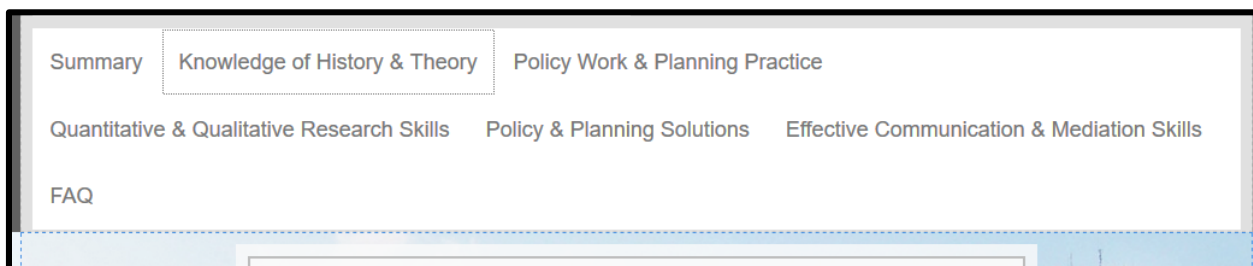 Summary Knowledge of History & Theory Policy Work & Planning Practice
Quantitative & Qualitative Research Skills Policy & Planning Solutions Effective Communication & Mediation Skills
FAQ